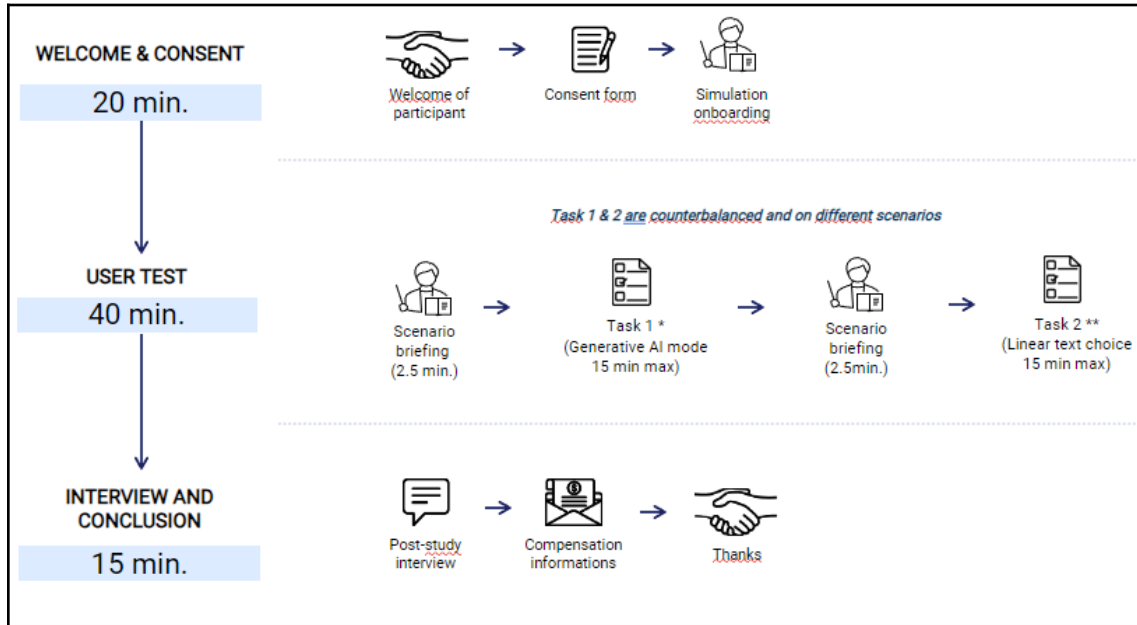 WELCOME & CONSENT
20 min.
Welcome of
participant
Consent form
Simulation
onboarding
Task 1 & 2 are counterbalanced and on different scenarios
USER TEST
40 min.
Scenario
briefing
(2.5 min.)
Task 1 *
(Generative AI mode
15 min max)
Scenario
briefing
(2.5min.)
Task 2 **
(Linear text choice
15 min max)
INTERVIEW AND
CONCLUSION
15 min.
Post-study
interview
Compensation
informations
Thanks